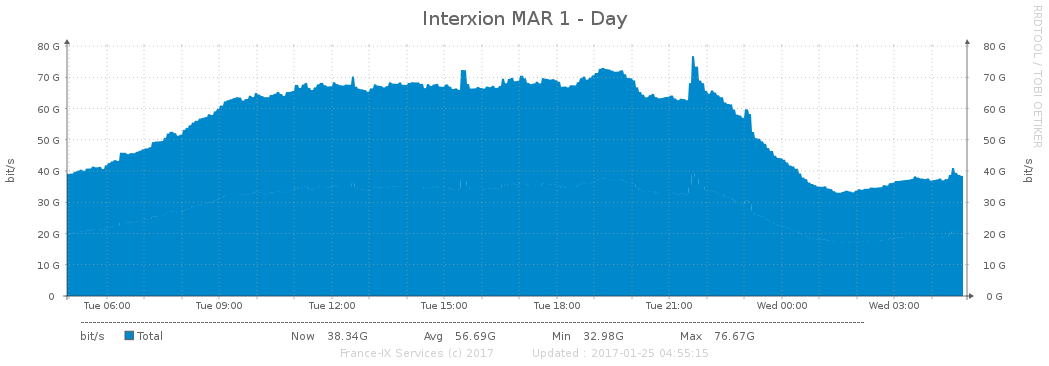 Interxion MAR 1 - Day
RRDTOOL / TOBI OETIKER
80 G 80 G
70 G 70 G
60 G 60 G
50 G 50 G
40 G 40 G
30 G 30 G
20 G 20 G
10 G 10 G
0 0 G
bit/s bit/s
Tue 06:00 Tue 09:00 Tue 12:00 Tue 15:00 Tue 18:00 Tue 21:00 Wed 00:00 Wed 03:00
bit/s Total Now 38.34G Avg 56.69G Min 32.98G Max 76.67G
France-IX Services (c) 2017 Updated : 2017-01-25 04:55:15